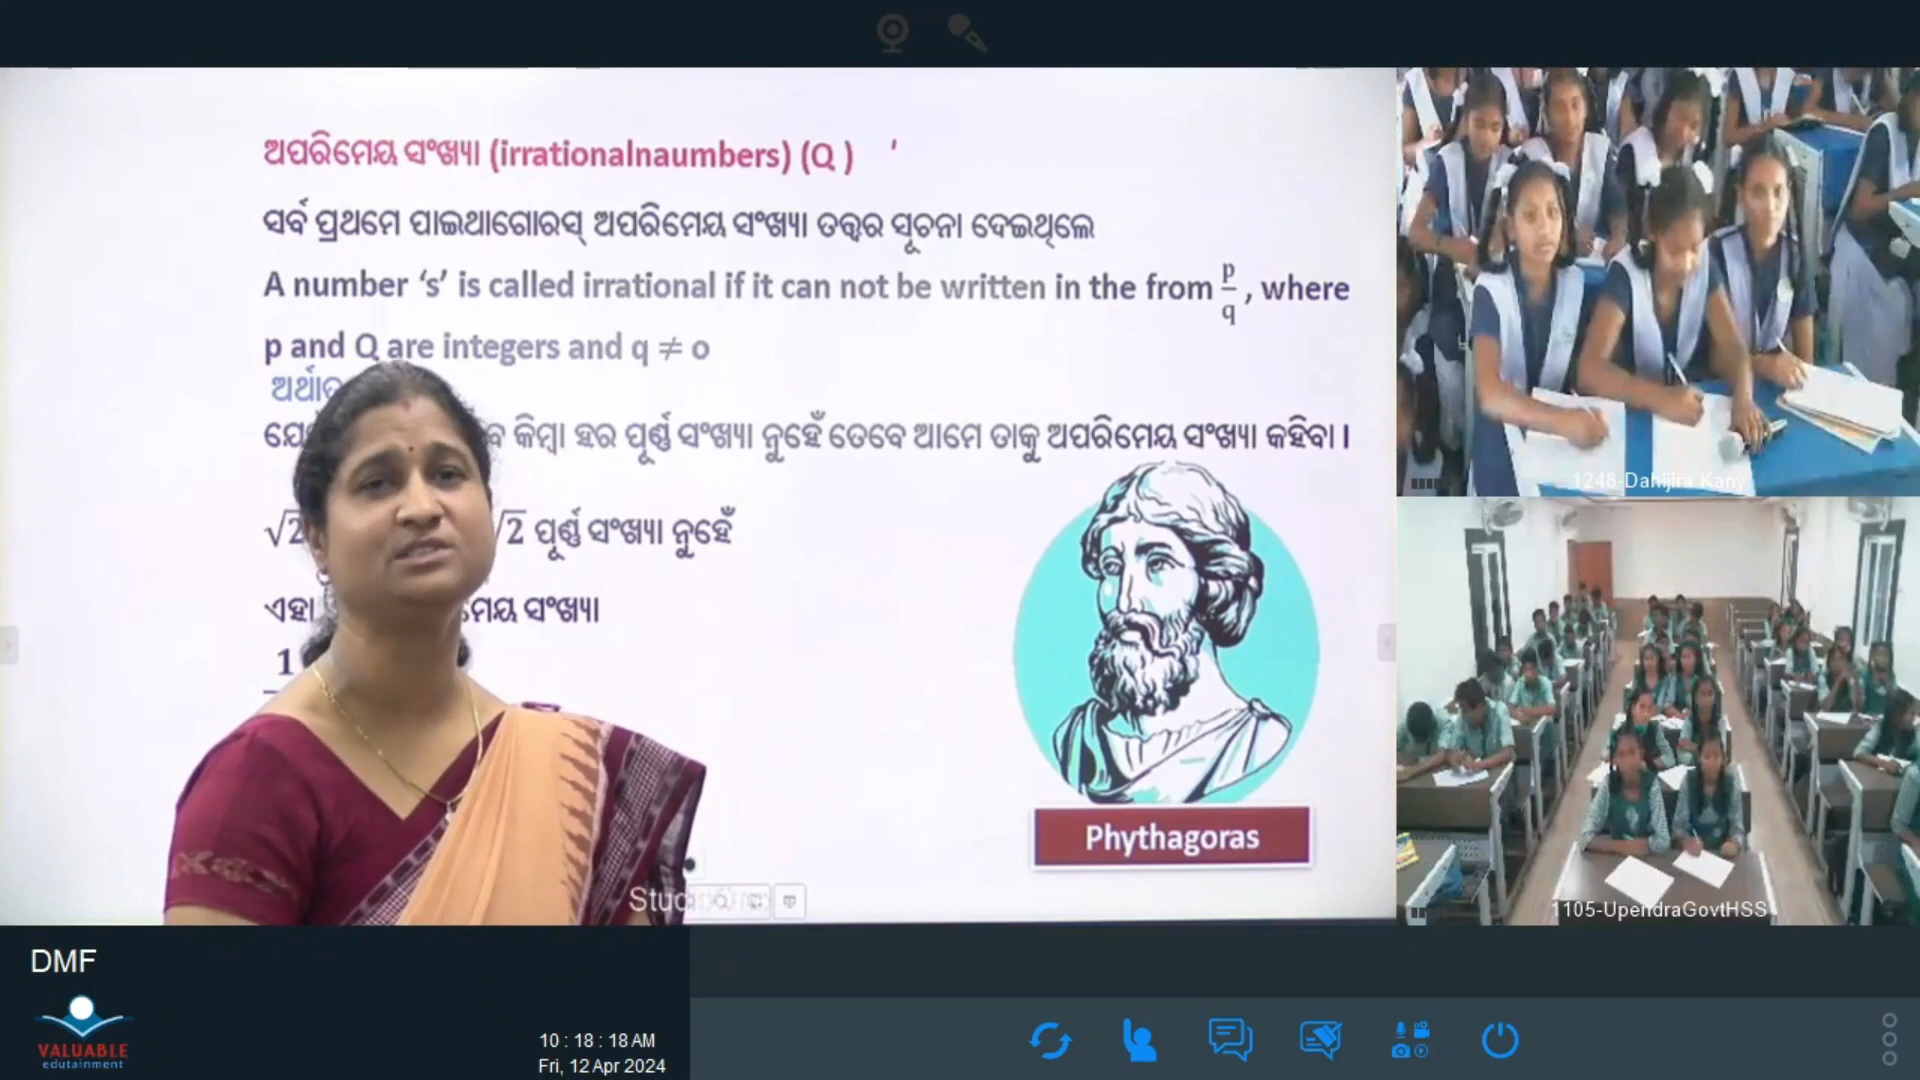 ଅପରିମେୟ ସଂଖ୍ୟା (irrationalnaumbers) (Q ) '
ସର୍ବ ପ୍ରଥମେ ପାଇଥାଗୋରସ୍ ଅପରିମେୟ ସଂଖ୍ୟା ତତ୍ତ୍ୱର ସୂଚନା ଦେଇଥିଲେ
A number ‘s’ is called irrational if it can not be written in the from p/q , where
p and Q are integers and q ≠ o
କିମ୍ବା ହର ପୂର୍ଣ୍ଣ ସଂଖ୍ୟା ନୁହେଁ ତେବେ ଆମେ ତାକୁ ଅପରିମେୟ ସଂଖ୍ୟା କହିବା ।
√2 √2 ପୂର୍ଣ୍ଣ ସଂଖ୍ୟା ନୁହେଁ
ଏହା ସଂଖ୍ୟା
1
Phythagoras
1248-Dahijira Kany
1105-UpendraGovtHSS
DMF
VALUABLE
edutainment
10 : 18 : 18 AM
Fri, 12 Apr 2024